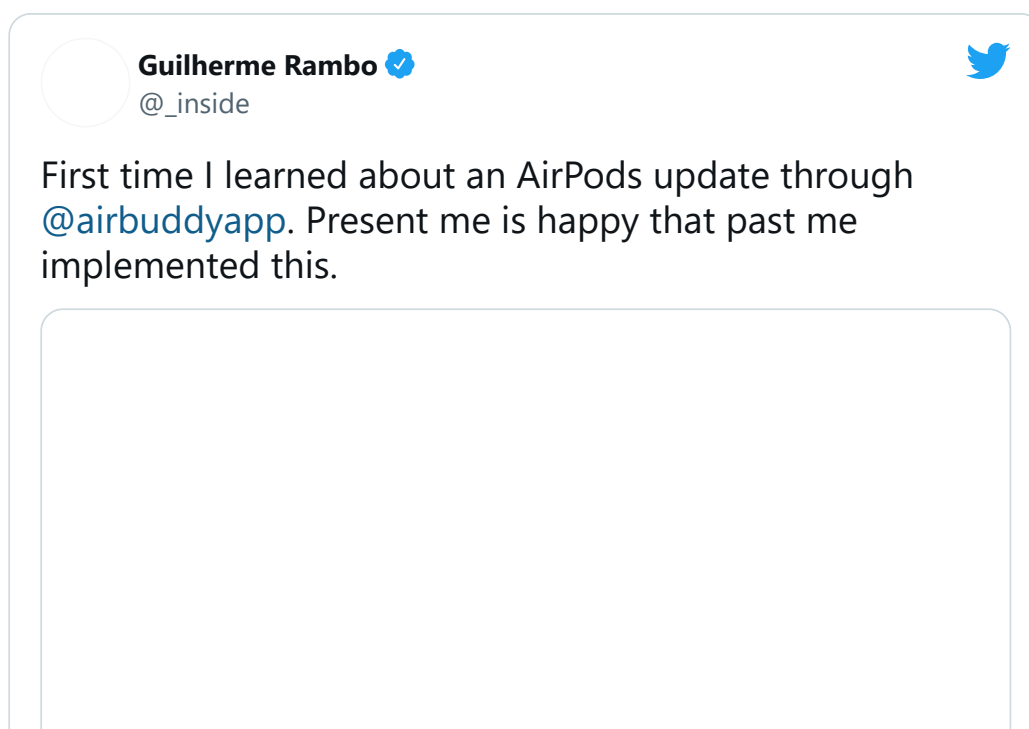 Guilherme Rambo
@_inside
First time I learned about an AirPods update through
@airbuddyapp. Present me is happy that past me
implemented this.